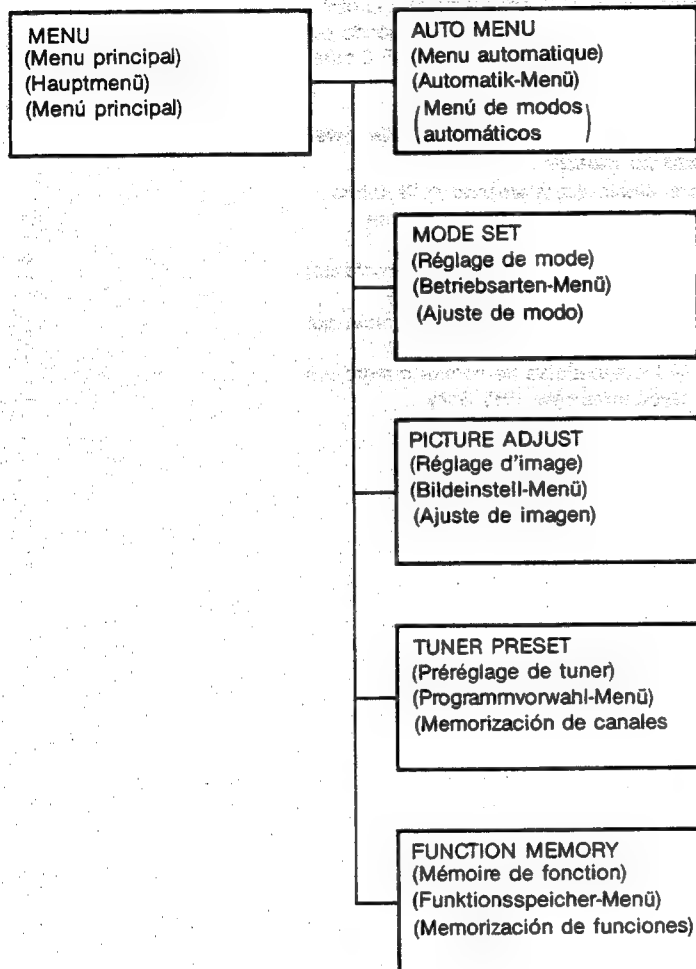 MENU
(Menu principal)
(Hauptmenü)
(Menú principal)
AUTO MENU
(Menu automatique)
(Automatik-Menü)
(Menú de modos
automáticos)
MODE SET
(Réglage de mode)
(Betriebsarten-Menü)
(Ajuste de modo)
PICTURE ADJUST
(Réglage d'image)
(Bildeinstell-Menü)
(Ajuste de imagen)
TUNER PRESET
(Préréglage de tuner)
(Programmvorwahl-Menü)
(Memorización de canales
FUNCTION MEMORY
(Mémoire de fonction)
(Funktionsspeicher-Menü)
(Memorización de funciones)